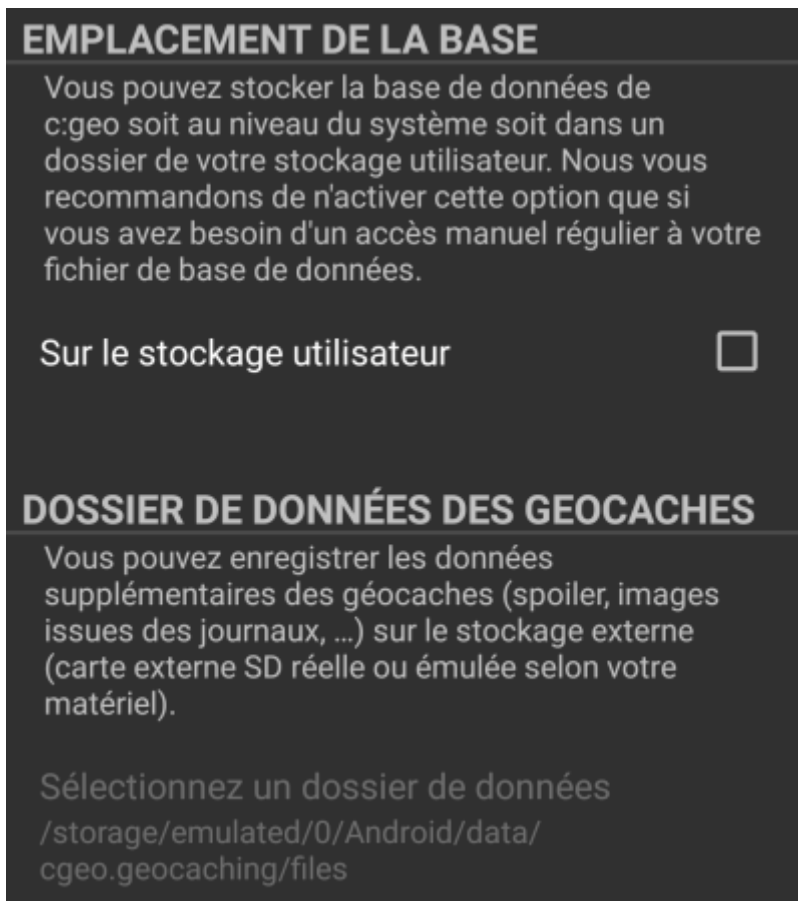 EMPLACEMENT DE LA BASE
Vous pouvez stocker la base de données de
c:geo soit au niveau du système soit dans un
dossier de votre stockage utilisateur. Nous vous
recommandons de n'activer cette option que si
vous avez besoin d'un accès manuel régulier à votre
fichier de base de données.
Sur le stockage utilisateur
DOSSIER DE DONNÉES DES GEOCACHES
Vous pouvez enregistrer les données
supplémentaires des géocaches (spoiler, images
issues des journaux, …) sur le stockage externe
(carte externe SD réelle ou émulée selon votre
matériel).
Sélectionnez un dossier de données
/storage/emulated/0/Android/data/
cgeo.geocaching/files